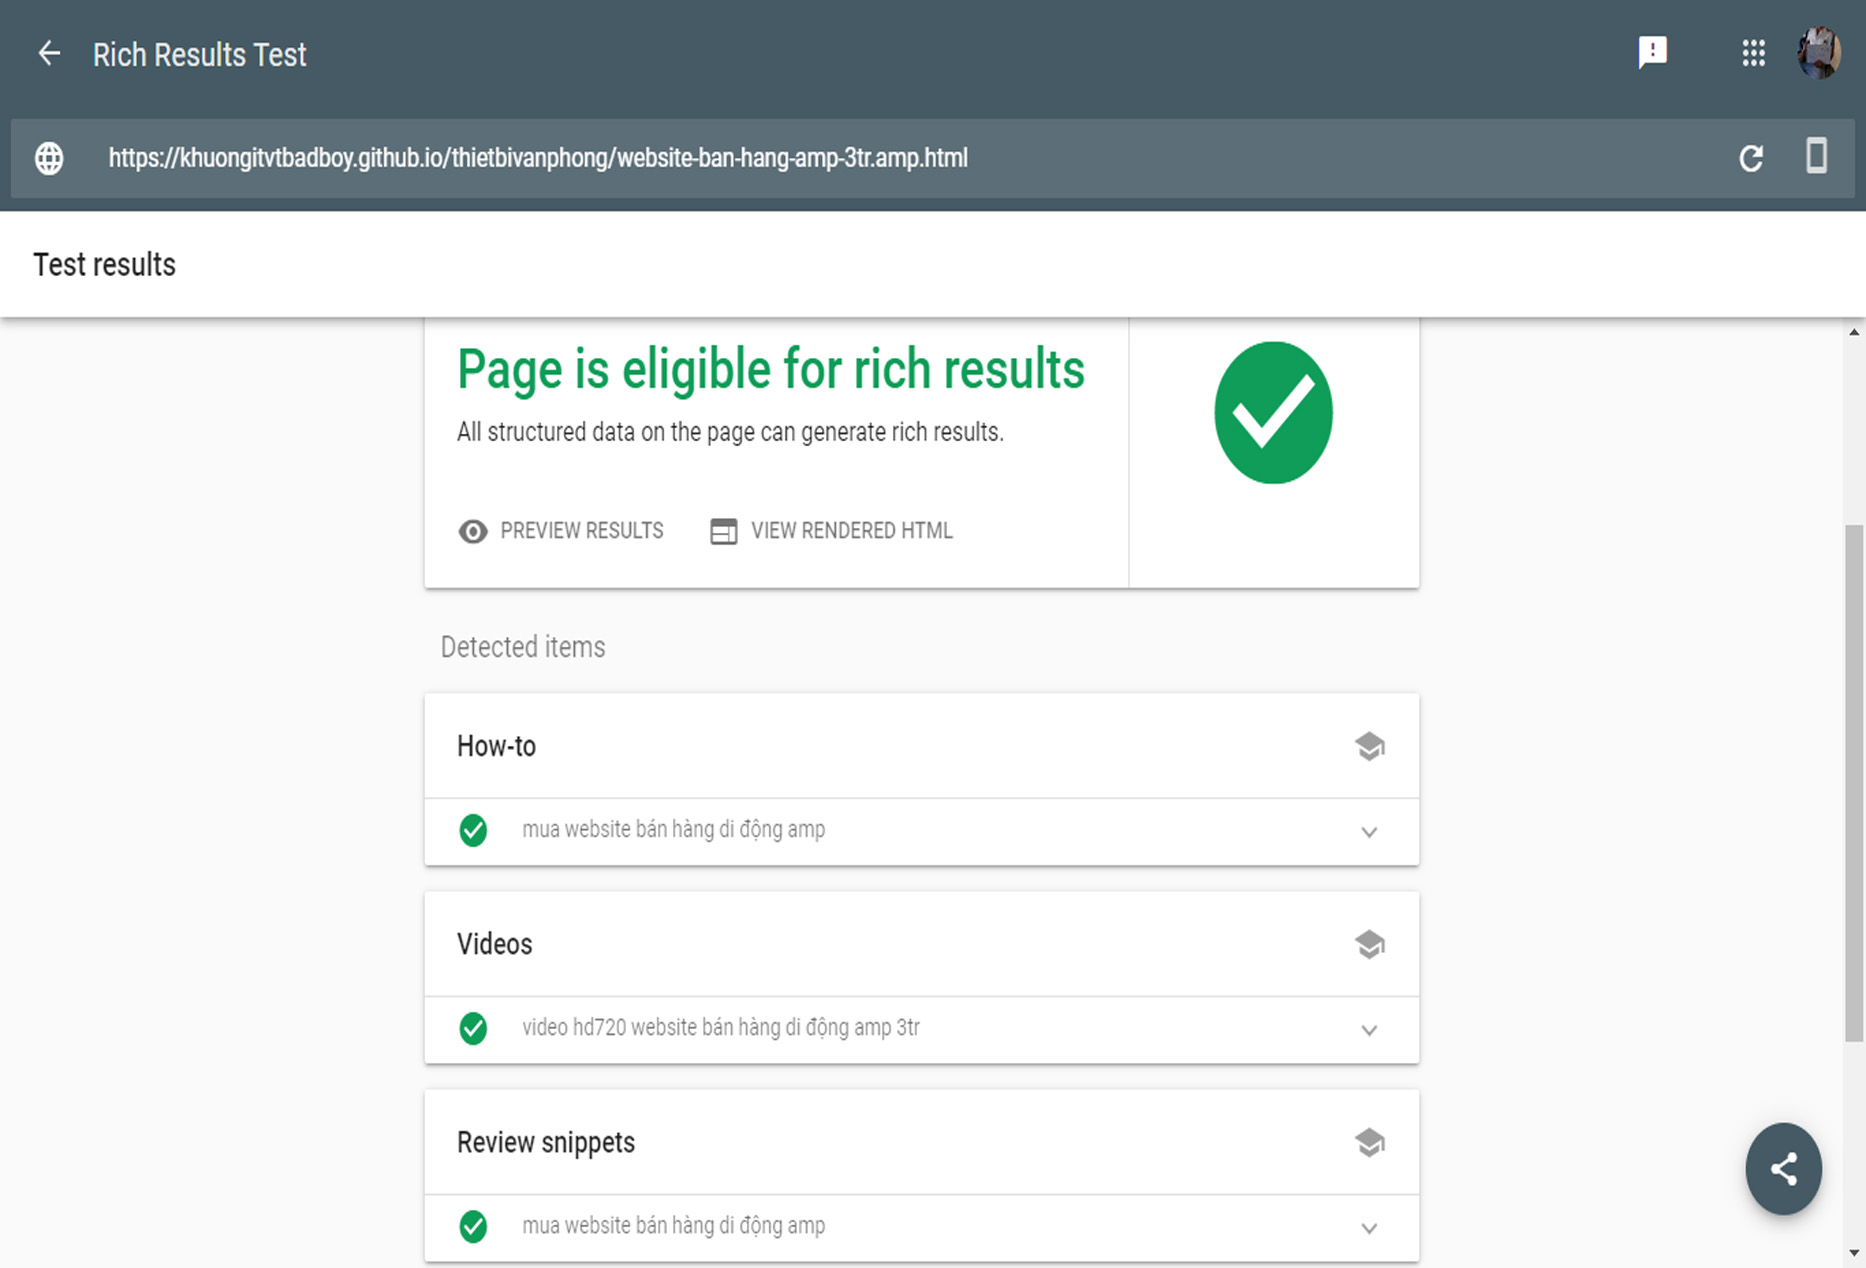 Rich Results Test
https://khuongitvtbadboy.github.io/thietbivanphong/website-ban-hang-amp-3tr.amp.html
Test results
Page is eligible for rich results
All structured data on the page can generate rich results.
PREVIEW RESULTS VIEW RENDERED HTML
Detected items
How-to
mua website bán hàng di động amp
Videos
video hd720 website bán hàng di động amp 3tr
Review snippets
mua website bán hàng di động amp